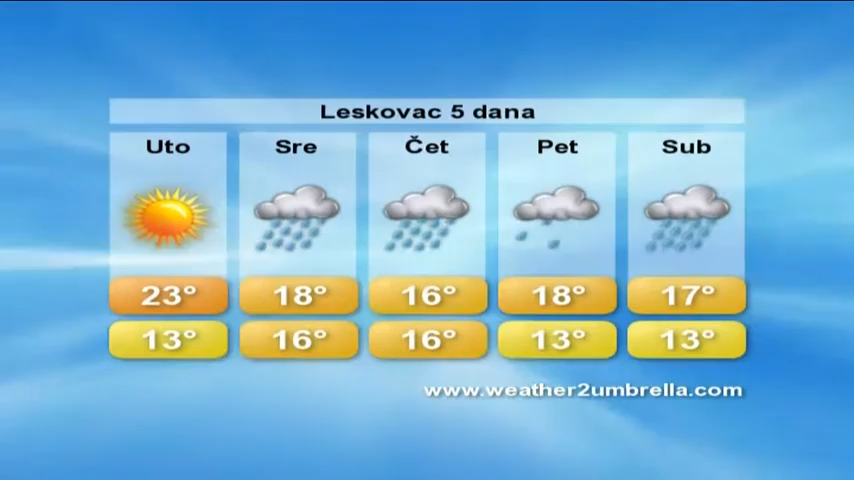 Leskovac 5 dana
Uto Sre Čet Pet Sub
23° 18° 16° 18° 17°
13° 16° 16° 13° 13°
www.weather2umbrella.com